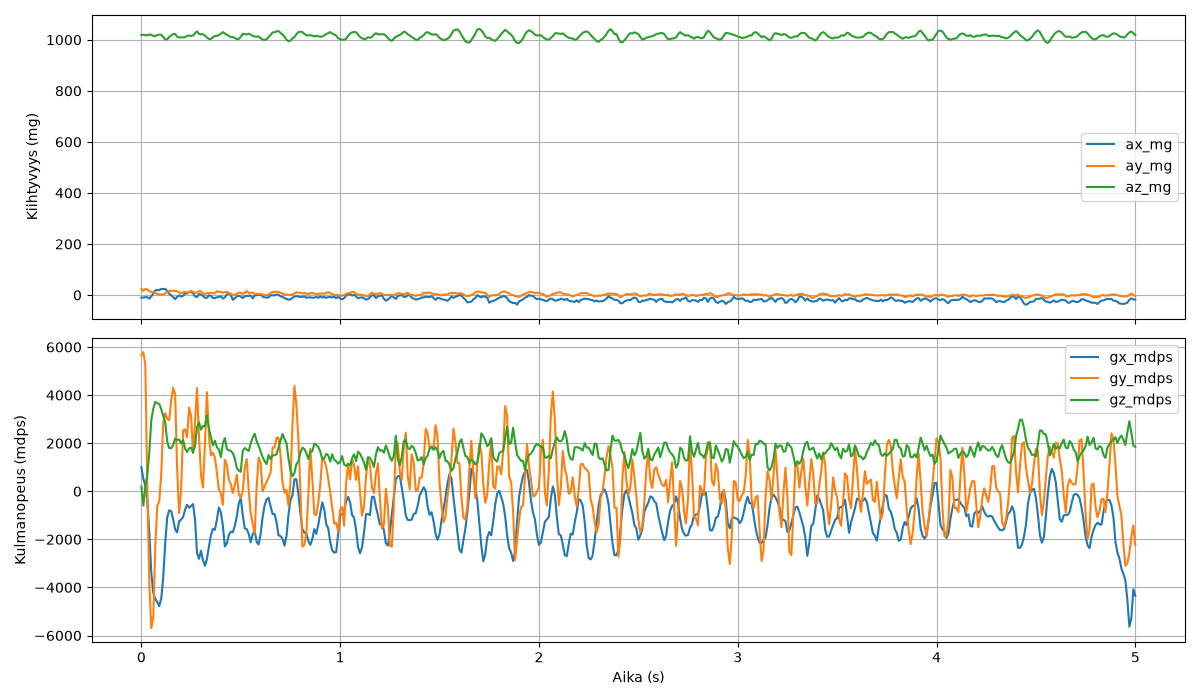 1000
800
600
400
200
0
Kiihtyvyys (mg)
ax_mg
ay_mg
az_mg
6000
4000
2000
0
−2000
−4000
−6000
Kulmanopeus (mdps)
gx_mdps
gy_mdps
gz_mdps
0 1 2 3 4 5
Aika (s)